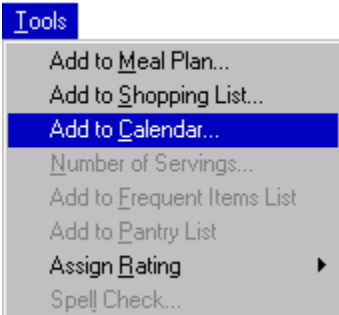 Tools
Add to Meal Plan...
Add to Shopping List...
Add to Calendar...
Number of Servings...
Add to Frequent Items List
Add to Pantry List
Assign Rating
Spell Check...